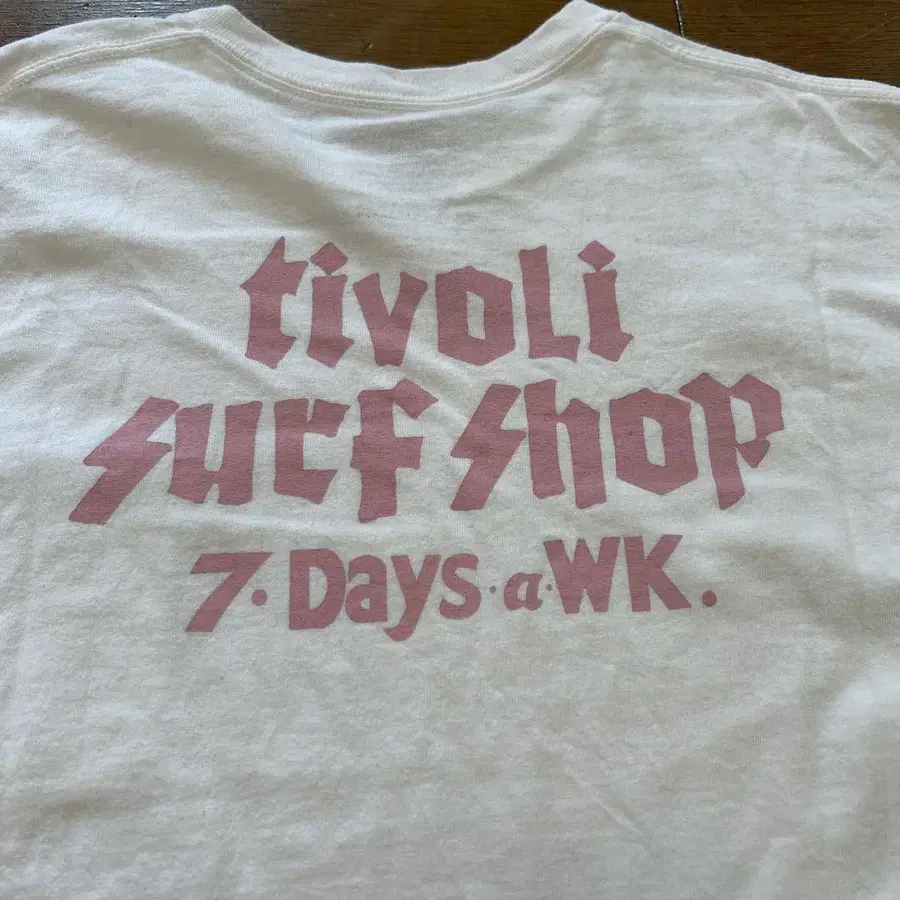 tivoli
surf shop
7. Days.a.WK.